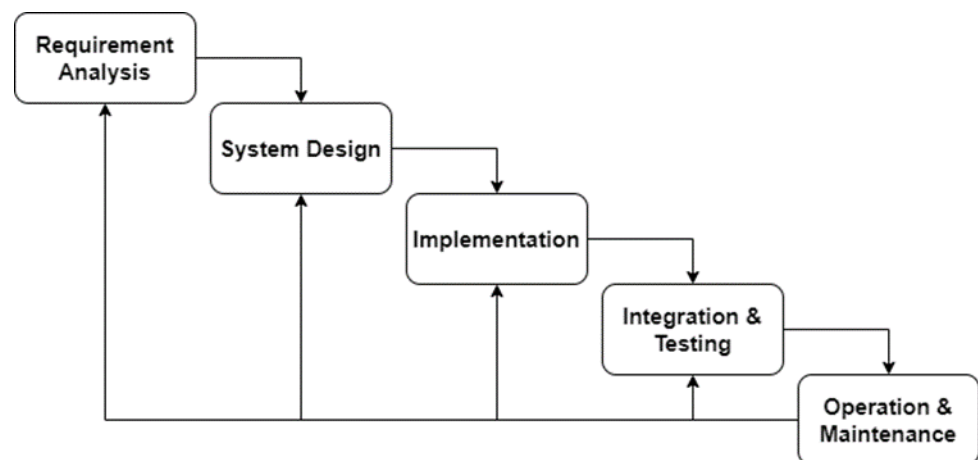 Requirement
Analysis
System Design
Implementation
Integration &
Testing
Operation &
Maintenance